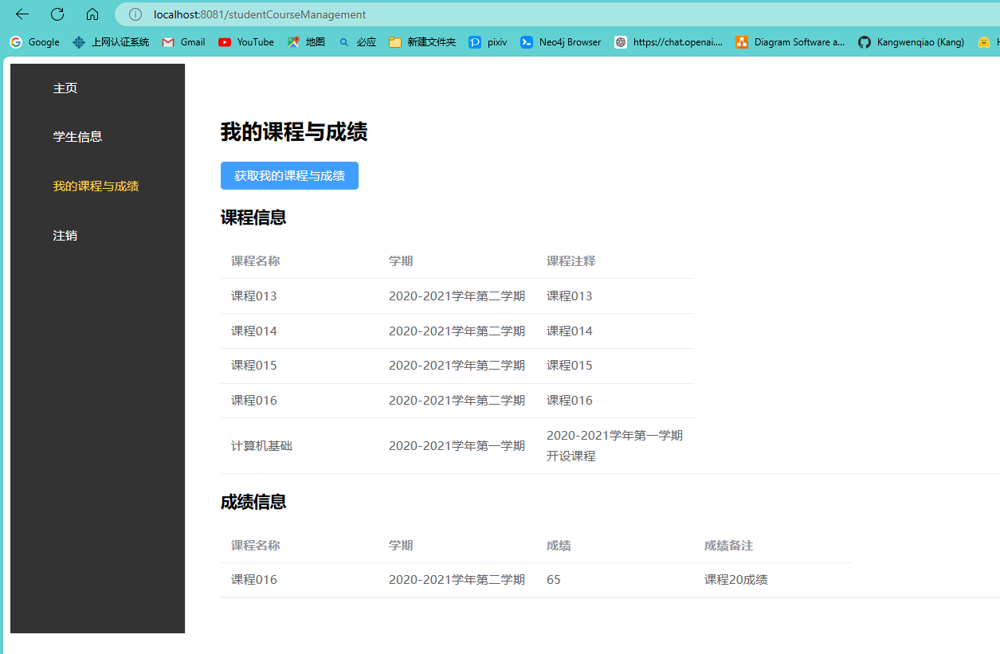 localhost:8081/studentCourseManagement
Google 上网认证系统 Gmail YouTube 地图 必应 新建文件夹 pixiv Neo4j Browser https://chat.openai.... Diagram Software a... Kangwenqiao (Kang) H
主页
学生信息
我的课程与成绩
注销
我的课程与成绩
获取我的课程与成绩
课程信息
课程名称 学期 课程注释
课程013 2020-2021学年第二学期 课程013
课程014 2020-2021学年第二学期 课程014
课程015 2020-2021学年第二学期 课程015
课程016 2020-2021学年第二学期 课程016
计算机基础 2020-2021学年第一学期 2020-2021学年第一学期
开设课程
成绩信息
课程名称 学期 成绩 成绩备注
课程016 2020-2021学年第二学期 65 课程20成绩